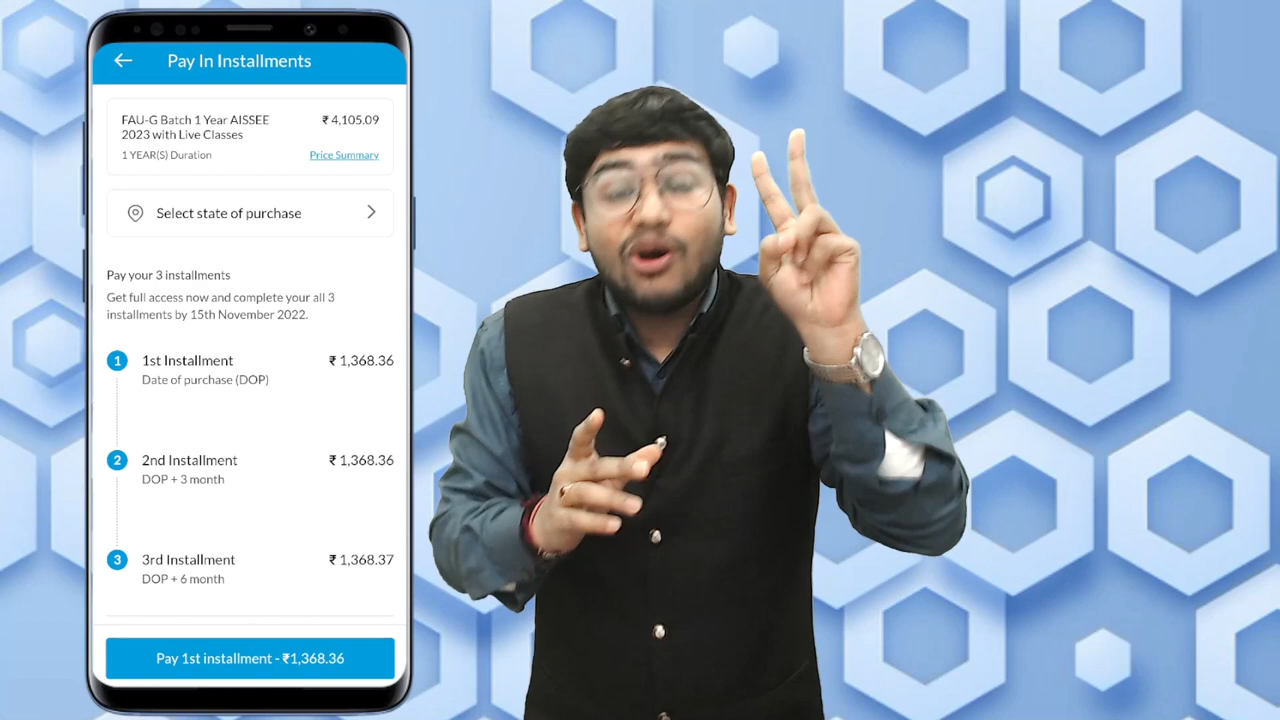 Pay In Installments
FAU-G Batch 1 Year AISSEE
2023 with Live Classes
₹ 4,105.09
1 YEAR(S) Duration
Price Summary
Select state of purchase
Pay your 3 installments
Get full access now and complete your all 3
installments by 15th November 2022.
1
1st Installment
₹ 1,368.36
Date of purchase (DOP)
2
2nd Installment
₹ 1,368.36
DOP + 3 month
3
3rd Installment
₹ 1,368.37
DOP + 6 month
Pay 1st installment - ₹1,368.36